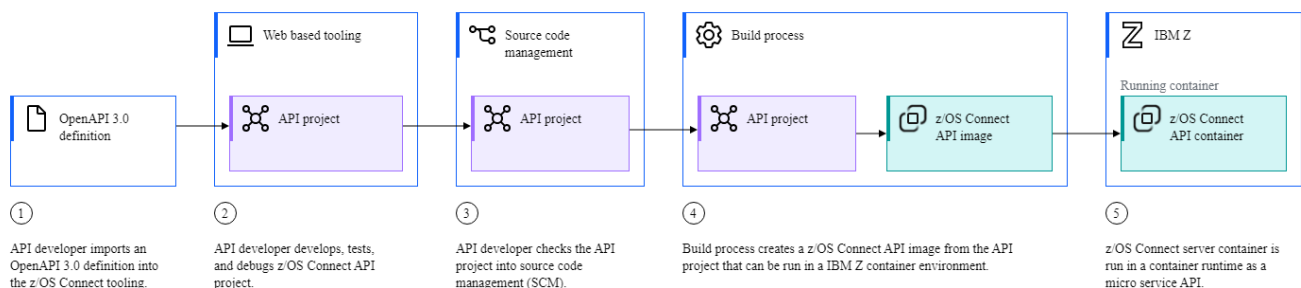 Web based tooling
Source code
management
Build process
IBM Z
Running container
OpenAPI 3.0
definition
API project
API project
API project
z/OS Connect
API image
z/OS Connect
API container
1
2
3
4
5
API developer imports an
OpenAPI 3.0 definition into
the z/OS Connect tooling.
API developer develops, tests,
and debugs z/OS Connect API
project.
API developer checks the API
project into source code
management (SCM).
Build process creates a z/OS Connect API image from the API
project that can be run in a IBM Z container environment.
z/OS Connect server container is
run in a container runtime as a
micro service API.